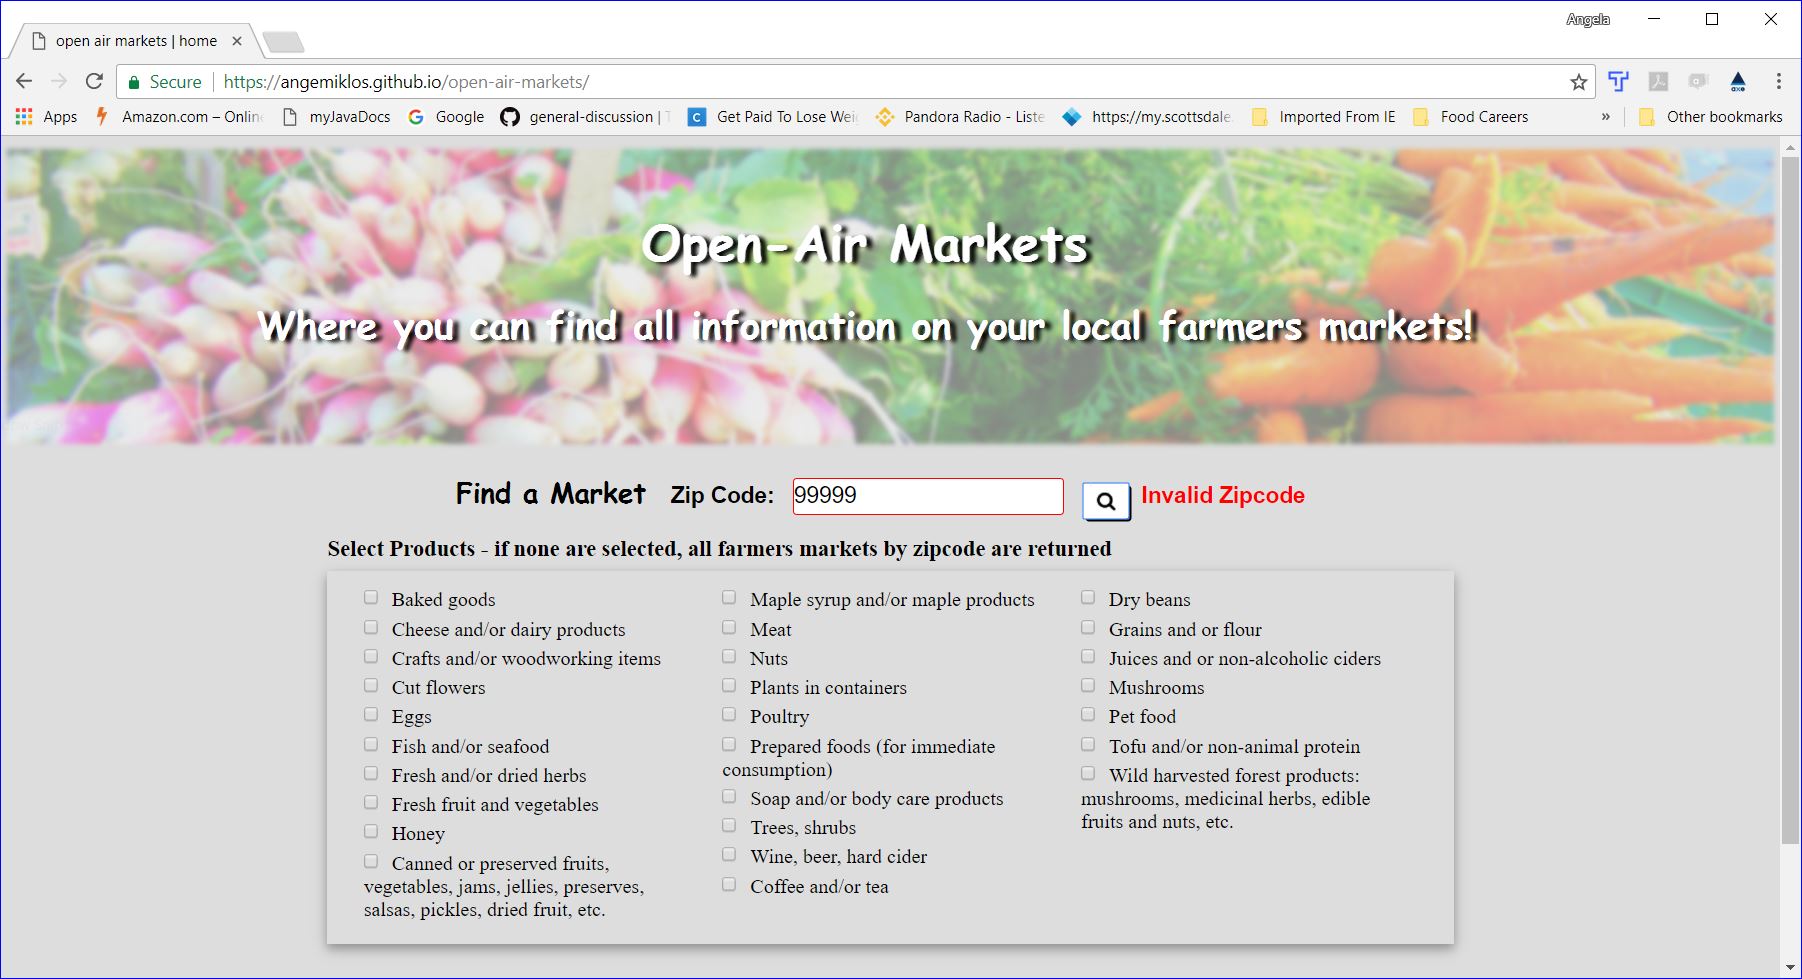 Angela
open air markets | home
Secure https://angemiklos.github.io/open-air-markets/
Apps Amazon.com – Online myJavaDocs Google general-discussion | Get Paid To Lose Wei Pandora Radio - Liste https://my.scottsdale. Imported From IE Food Careers » Other bookmarks
Open-Air Markets
Where you can find all information on your local farmers markets!
Find a Market Zip Code: 99999 Invalid Zipcode
Select Products - if none are selected, all farmers markets by zipcode are returned
Baked goods
Cheese and/or dairy products
Crafts and/or woodworking items
Cut flowers
Eggs
Fish and/or seafood
Fresh and/or dried herbs
Fresh fruit and vegetables
Honey
Canned or preserved fruits,
vegetables, jams, jellies, preserves,
salsas, pickles, dried fruit, etc.
Maple syrup and/or maple products
Meat
Nuts
Plants in containers
Poultry
Prepared foods (for immediate
consumption)
Soap and/or body care products
Trees, shrubs
Wine, beer, hard cider
Coffee and/or tea
Dry beans
Grains and or flour
Juices and or non-alcoholic ciders
Mushrooms
Pet food
Tofu and/or non-animal protein
Wild harvested forest products:
mushrooms, medicinal herbs, edible
fruits and nuts, etc.